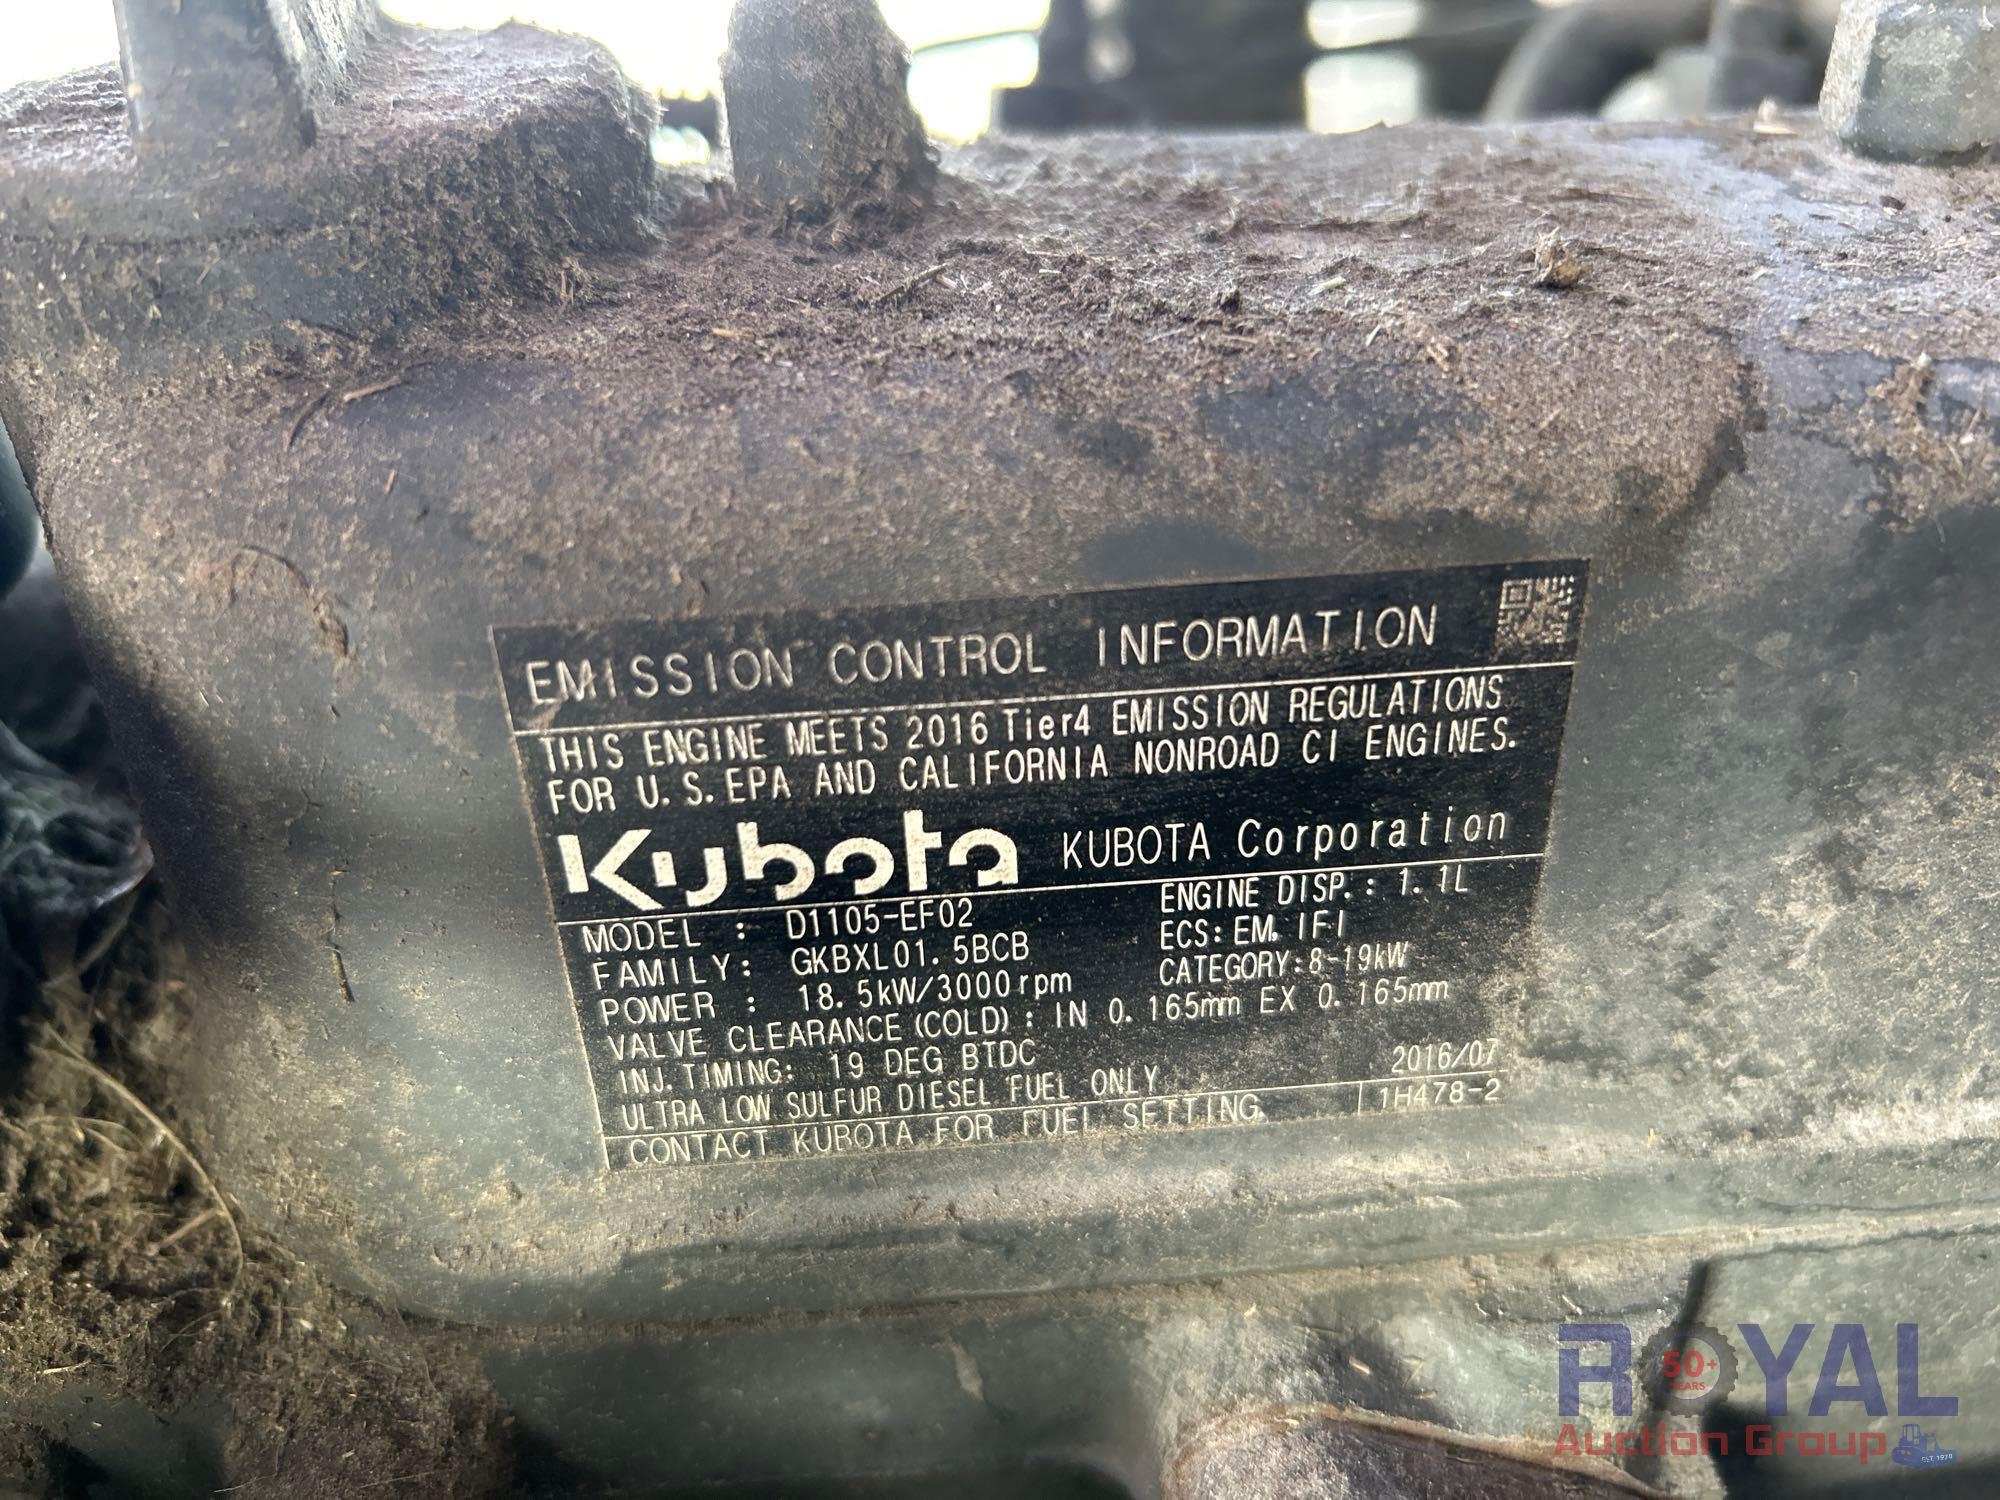 EMISSION CONTROL INFORMATION
THIS ENGINE MEETS 2016 Tier4 EMISSION REGULATIONS
FOR U.S.EPA AND CALIFORNIA NONROAD CI ENGINES.
Kubota KUBOTA Corporation
MODEL : D1105-EF02 ENGINE DISP.: 1.1L
FAMILY: GKBXL01.5BCB ECS: EM, IFI
POWER : 18.5kW/3000rpm CATEGORY:8-19kW
VALVE CLEARANCE (COLD) : IN 0.165mm EX 0.165mm
INJ.TIMING: 19 DEG BTDC
ULTRA LOW SULFUR DIESEL FUEL ONLY 2016/07
CONTACT KUBOTA FOR FUEL SETTING. 1H478-2
ROYAL
50+
YEARS
Auction Group
EST. 1970